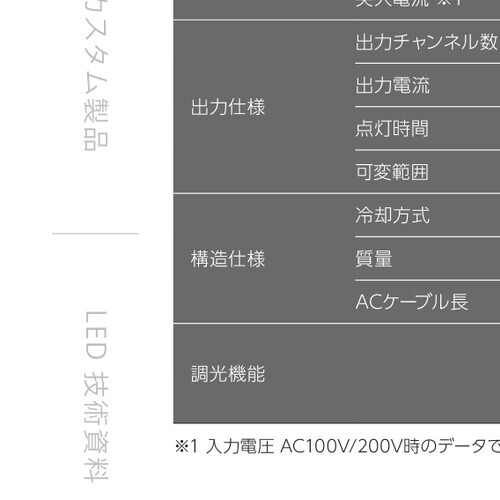 カスタム製品
LED 技術資料
突入電流 ※1
出力チャンネル数
出力仕様
出力電流
点灯時間
可変範囲
構造仕様
冷却方式
質量
ACケーブル長
調光機能
※1 入力電圧 AC100V/200V時のデータで